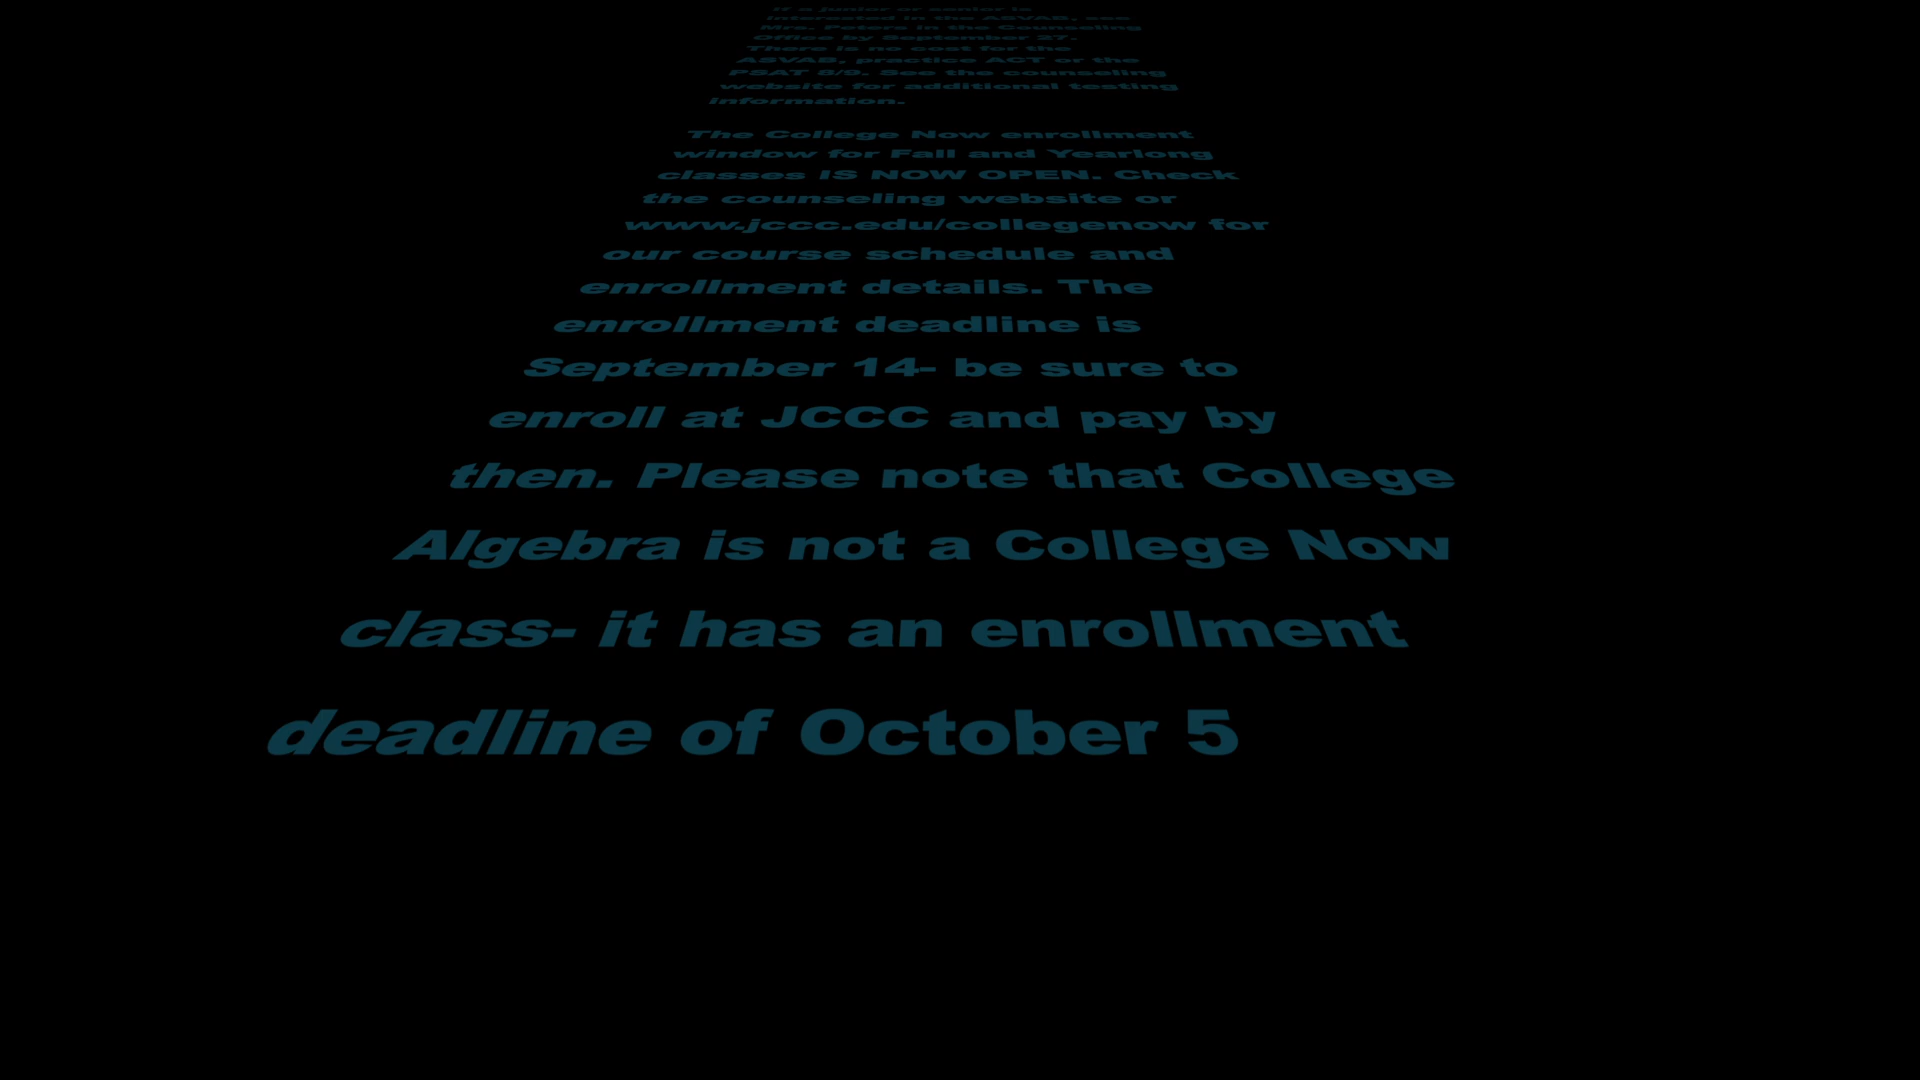 If a junior or senior is
interested in the ASVAB, see
Mrs. Peters in the Counseling
Office by September 27.
There is no cost for the
ASVAB, practice ACT or the
PSAT 8/9. See the counseling
website for additional testing
information.
The College Now enrollment
window for Fall and Yearlong
classes IS NOW OPEN. Check
the counseling website or
www.jccc.edu/collegenow for
our course schedule and
enrollment details. The
enrollment deadline is
September 14- be sure to
enroll at JCCC and pay by
then. Please note that College
Algebra is not a College Now
class- it has an enrollment
deadline of October 5